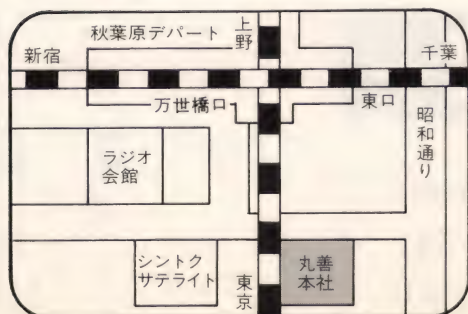 秋葉原デパート
上野
新宿
千葉
万世橋口
東口
昭和通り
ラジオ
会館
シントク
サテライト
東京
丸善
本社